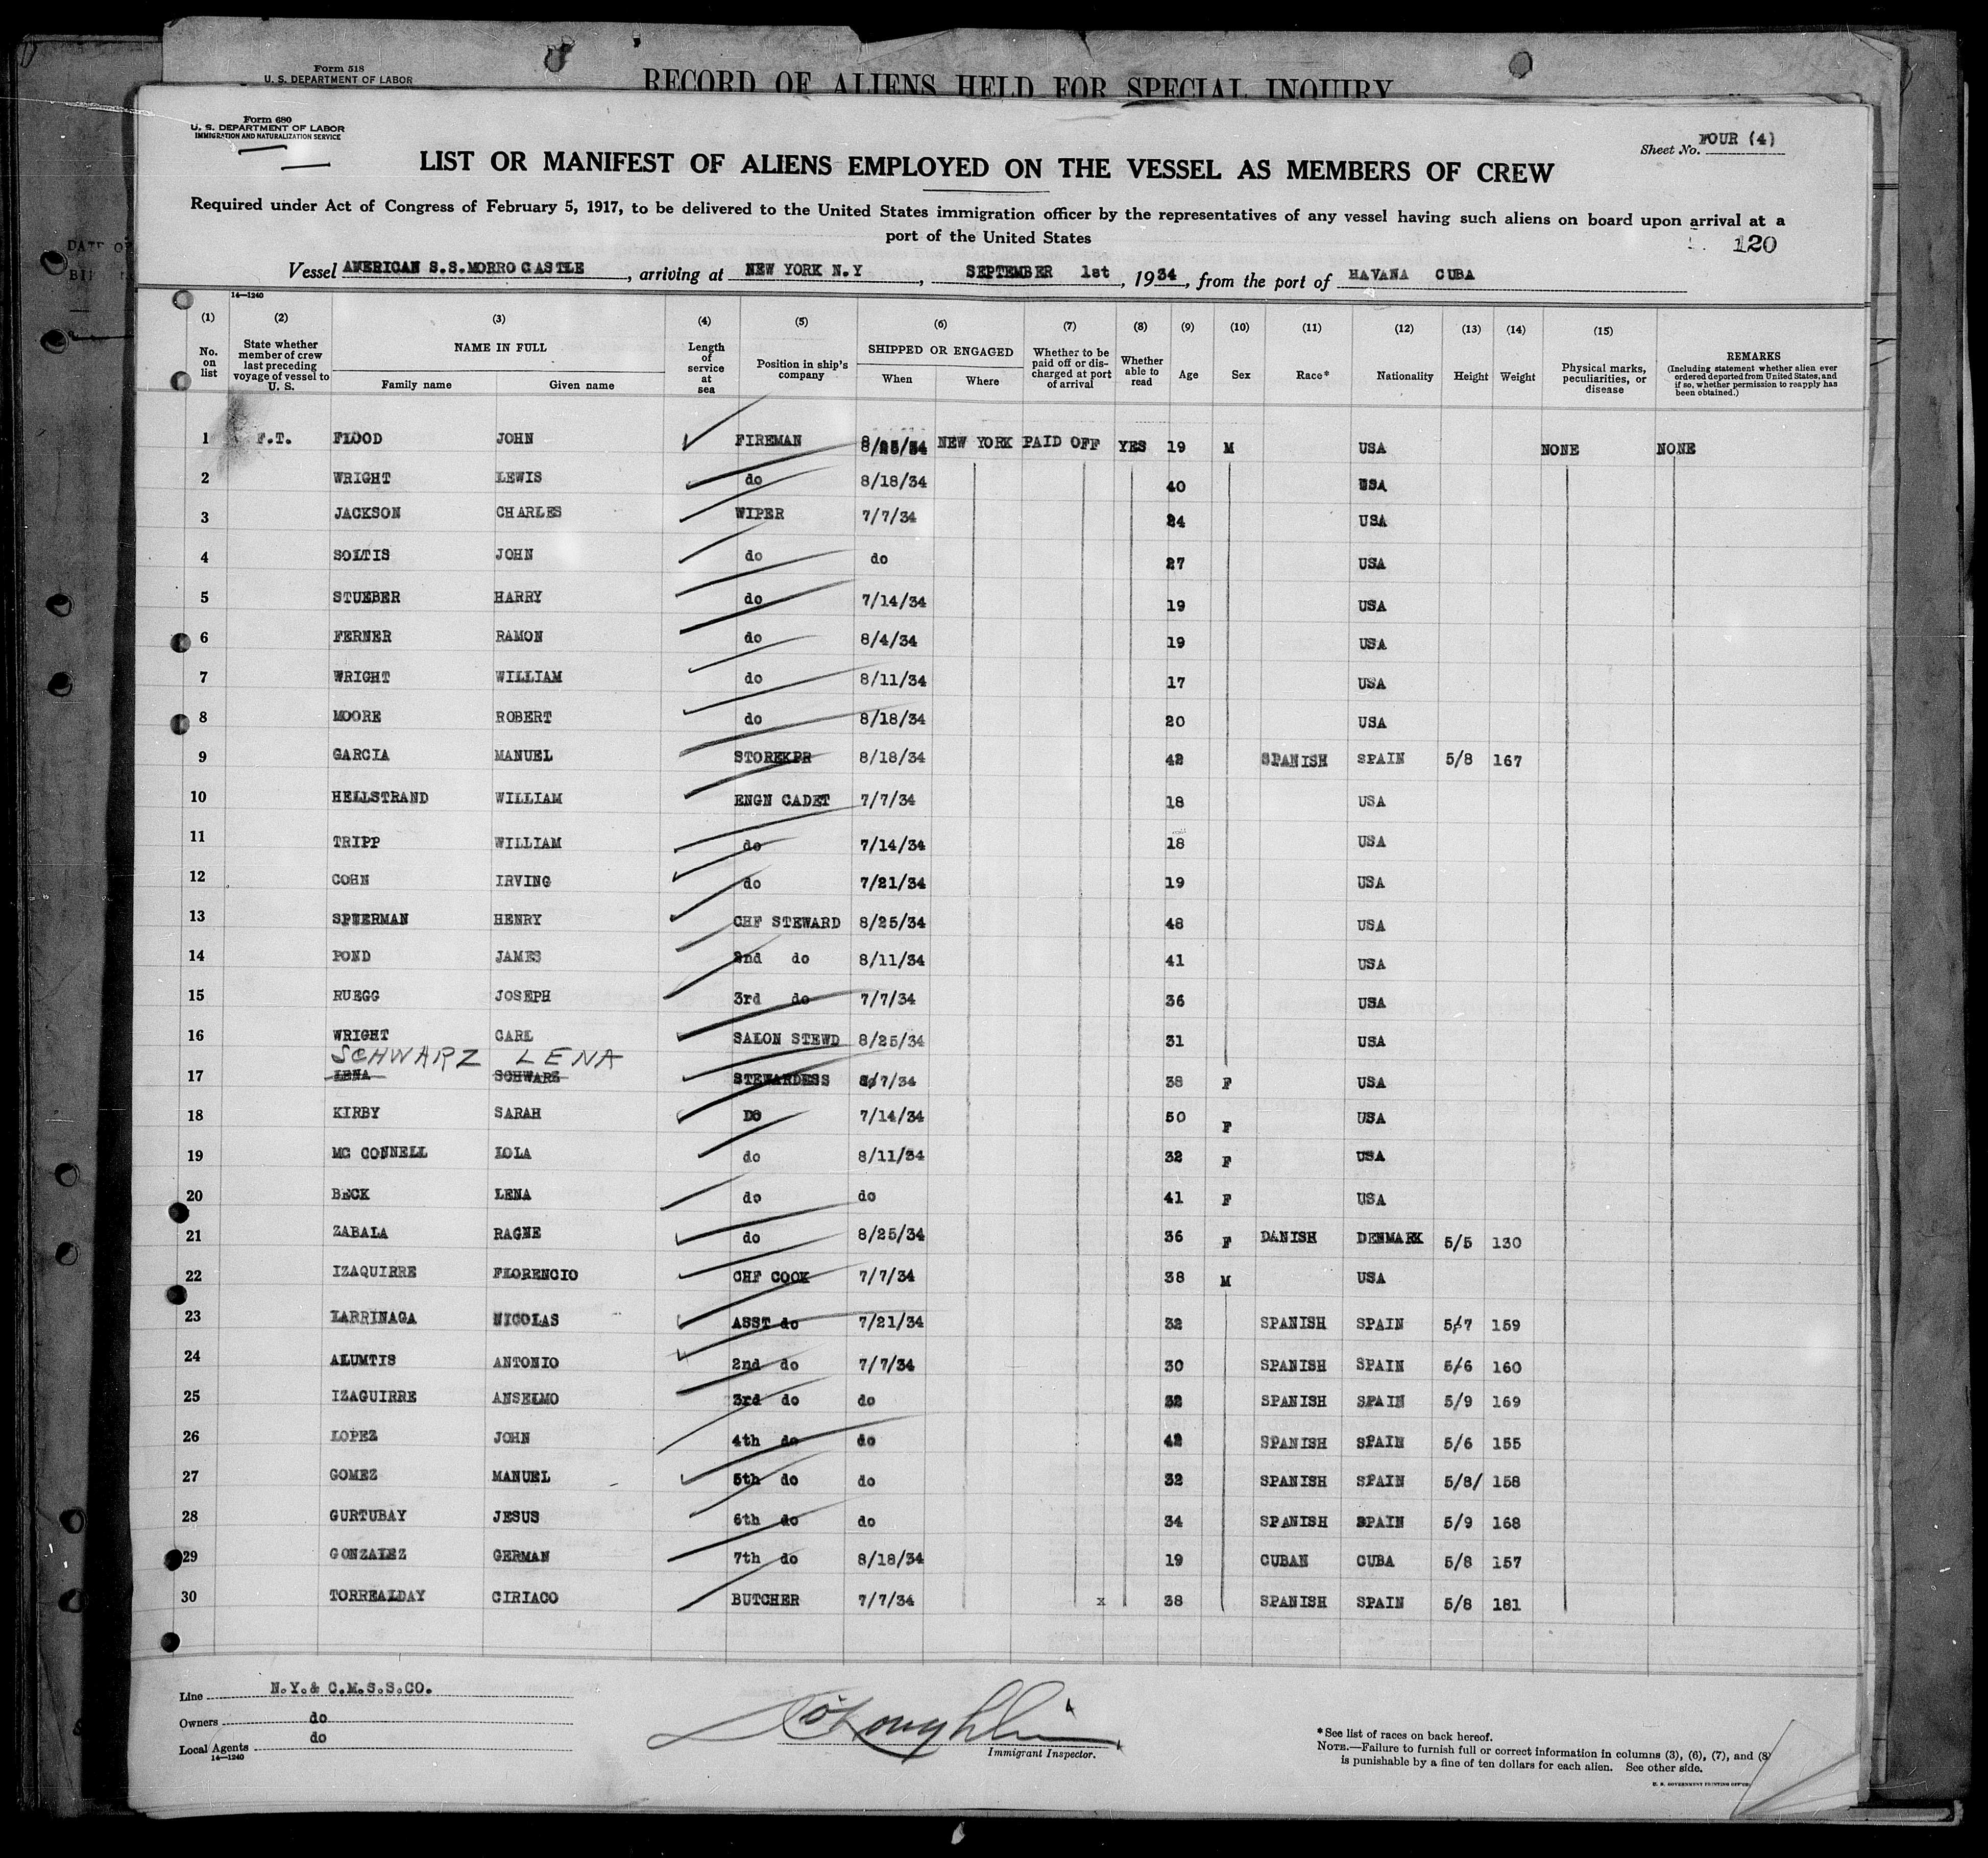 Form 518
U. S. DEPARTMENT OF LABOR
RECORD OF ALIENS HELD FOR SPECIAL INQUIRY
Form 680
U. S. DEPARTMENT OF LABOR
IMMIGRATION AND NATURALIZATION SERVICE
Sheet No. FOUR (4)
LIST OR MANIFEST OF ALIENS EMPLOYED ON THE VESSEL AS MEMBERS OF CREW
Required under Act of Congress of February 5, 1917, to be delivered to the United States immigration officer by the representatives of any vessel having such aliens on board upon arrival at a
port of the United States
120
Vessel AMERICAN S.S.MORRO CASTLE, arriving at NEW YORK N.Y, SEPTEMBER 1st, 1934, from the port of HAVANA CUBA
14—1240
(1) (2) (3) (4) (5) (6) (7) (8) (9) (10) (11) (12) (13) (14) (15)
No. on list
State whether member of crew last preceding voyage of vessel to U. S.
NAME IN FULL
Family name Given name
Length of service at sea
Position in ship's company
SHIPPED OR ENGAGED
When Where
Whether to be paid off or discharged at port of arrival
Whether able to read
Age Sex Race* Nationality Height Weight
Physical marks, peculiarities, or disease
REMARKS
(Including statement whether alien ever ordered deported from United States, and if so, whether permission to reapply has been obtained.)
1 F.T. FLOOD JOHN FIREMAN 8/25/34 NEW YORK PAID OFF YES 19 M USA NONE NONE
2 WRIGHT LEWIS do 8/18/34 40 USA
3 JACKSON CHARLES WIPER 7/7/34 24 USA
4 SOLTIS JOHN do do 27 USA
5 STUEBER HARRY do 7/14/34 19 USA
6 FERNER RAMON do 8/4/34 19 USA
7 WRIGHT WILLIAM do 8/11/34 17 USA
8 MOORE ROBERT do 8/18/34 20 USA
9 GARCIA MANUEL STOREKPR 8/18/34 42 SPANISH SPAIN 5/8 167
10 HELLSTRAND WILLIAM ENGN CADET 7/7/34 18 USA
11 TRIPP WILLIAM do 7/14/34 18 USA
12 COHN IRVING do 7/21/34 19 USA
13 SPUERMAN HENRY CHF STEWARD 8/25/34 48 USA
14 POND JAMES 2nd do 8/11/34 41 USA
15 RUEGG JOSEPH 3rd do 7/7/34 36 USA
16 WRIGHT CARL SALON STEWD 8/25/34 31 USA
SCHWARZ LENA
17 LENA SCHWARZ STEWARDESS 7/34 38 F USA
18 KIRBY SARAH DO 7/14/34 50 F USA
19 MC CONNELL LOLA do 8/11/34 32 F USA
20 BECK LENA do do 41 F USA
21 ZABALA RAGNE do 8/25/34 36 F DANISH DENMARK 5/5 130
22 IZAQUIRRE FLORENCIO CHF COOK 7/7/34 38 M USA
23 LARRINAGA NICOLAS ASST do 7/21/34 32 SPANISH SPAIN 5/7 159
24 ALUMTIS ANTONIO 2nd do 7/7/34 30 SPANISH SPAIN 5/6 160
25 IZAGUIRRE ANSELMO 3rd do do 32 SPANISH SPAIN 5/9 169
26 LOPEZ JOHN 4th do do 42 SPANISH SPAIN 5/6 155
27 GOMEZ MANUEL 5th do do 32 SPANISH SPAIN 5/8/ 158
28 GURTUBAY JESUS 6th do do 34 SPANISH SPAIN 5/9 168
29 GONZALEZ GERMAN 7th do 8/18/34 19 CUBAN CUBA 5/8 157
30 TORREALDAY CIRIACO BUTCHER 7/7/34 x 38 SPANISH SPAIN 5/8 181
Line N.Y.& C.M.S.S.CO.
Owners do
Local Agents do
14—1240
O'Loughlin
Immigrant Inspector.
*See list of races on back hereof.
NOTE.—Failure to furnish full or correct information in columns (3), (6), (7), and (8)
is punishable by a fine of ten dollars for each alien. See other side.
U. S. GOVERNMENT PRINTING OFFICE